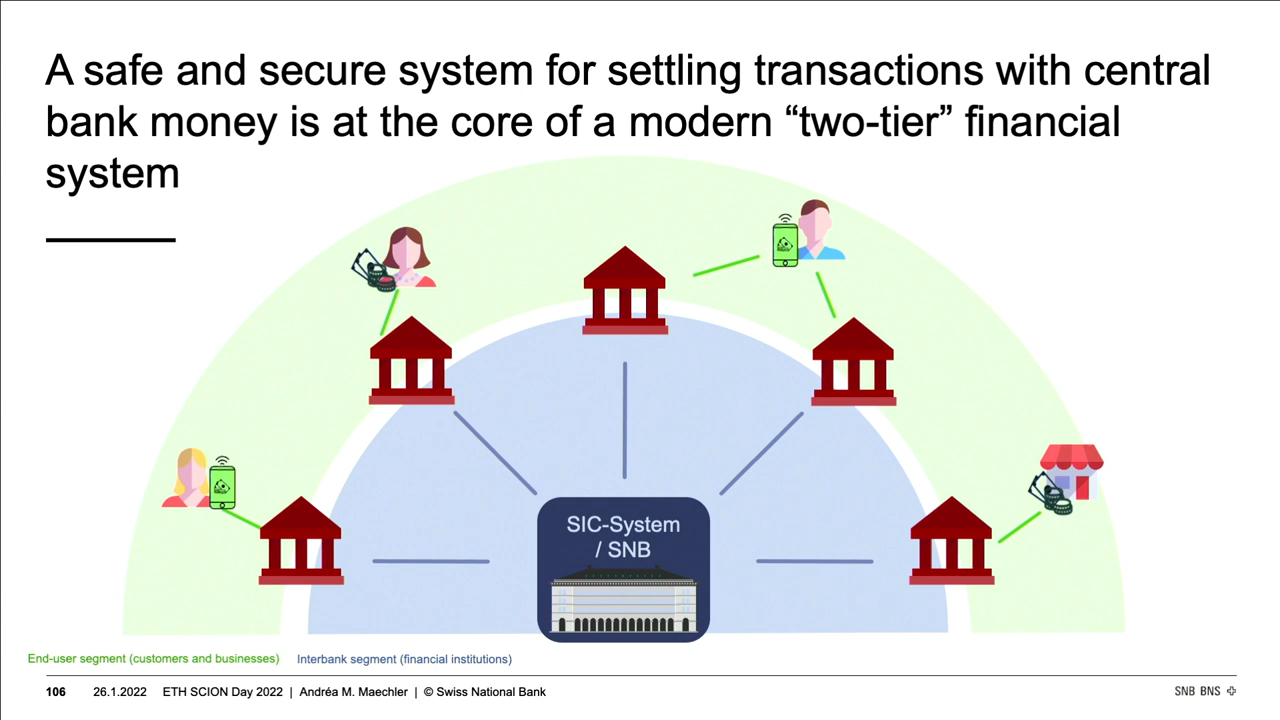 A safe and secure system for settling transactions with central
bank money is at the core of a modern “two-tier” financial
system
SIC-System
/ SNB
End-user segment (customers and businesses) Interbank segment (financial institutions)
106 26.1.2022 ETH SCION Day 2022 | Andréa M. Maechler | © Swiss National Bank
SNB BNS